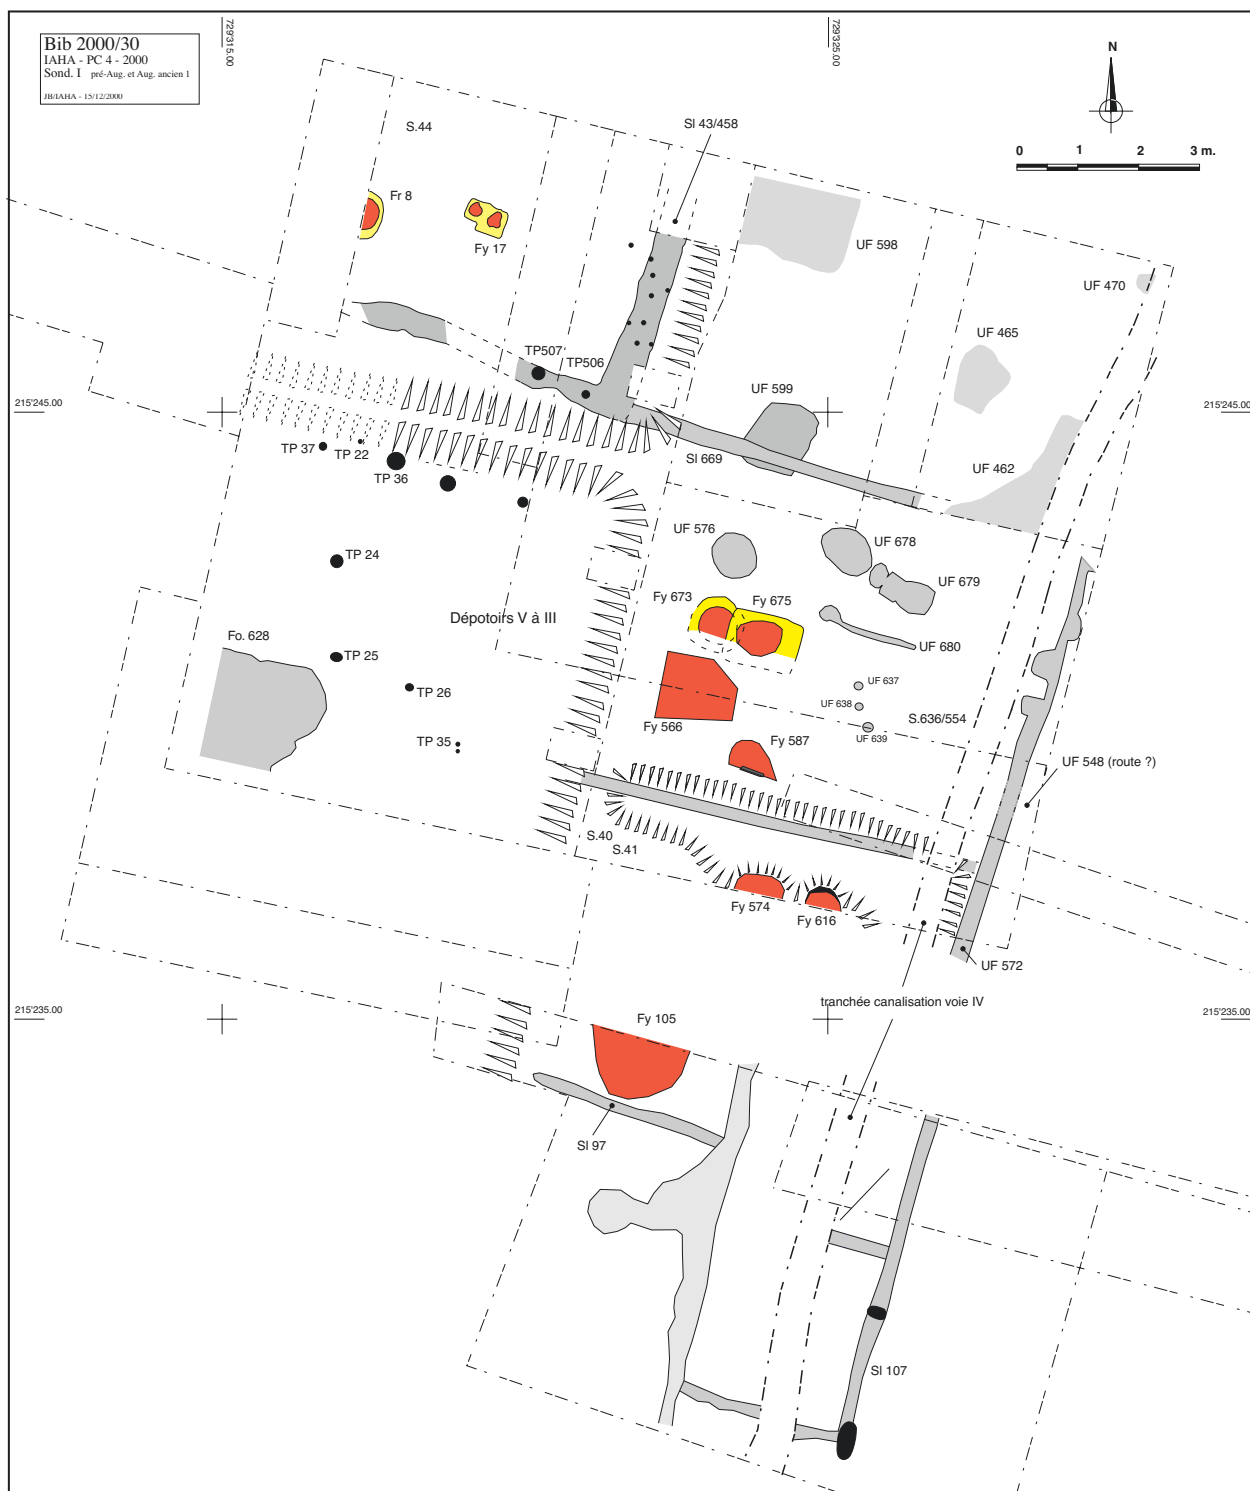 Bib 2000/30
IAHA - PC 4 - 2000
Sond. I pré-Aug. et Aug. ancien 1
JB/IAHA - 15/12/2000
729'315.00
729'325.00
N
0 1 2 3 m.
S.44
Sl 43/458
Fr 8
Fy 17
UF 598
UF 470
UF 465
TP507
TP506
UF 599
215'245.00
215'245.00
TP 37
TP 22
TP 36
Sl 669
UF 462
UF 576
UF 678
TP 24
UF 679
Fy 673
Fy 675
Dépotoirs V à III
Fo. 628
UF 680
TP 25
TP 26
UF 637
UF 638
S.636/554
Fy 566
UF 639
TP 35
Fy 587
UF 548 (route ?)
S.40
S.41
Fy 574
Fy 616
UF 572
tranchée canalisation voie IV
215'235.00
215'235.00
Fy 105
Sl 97
Sl 107